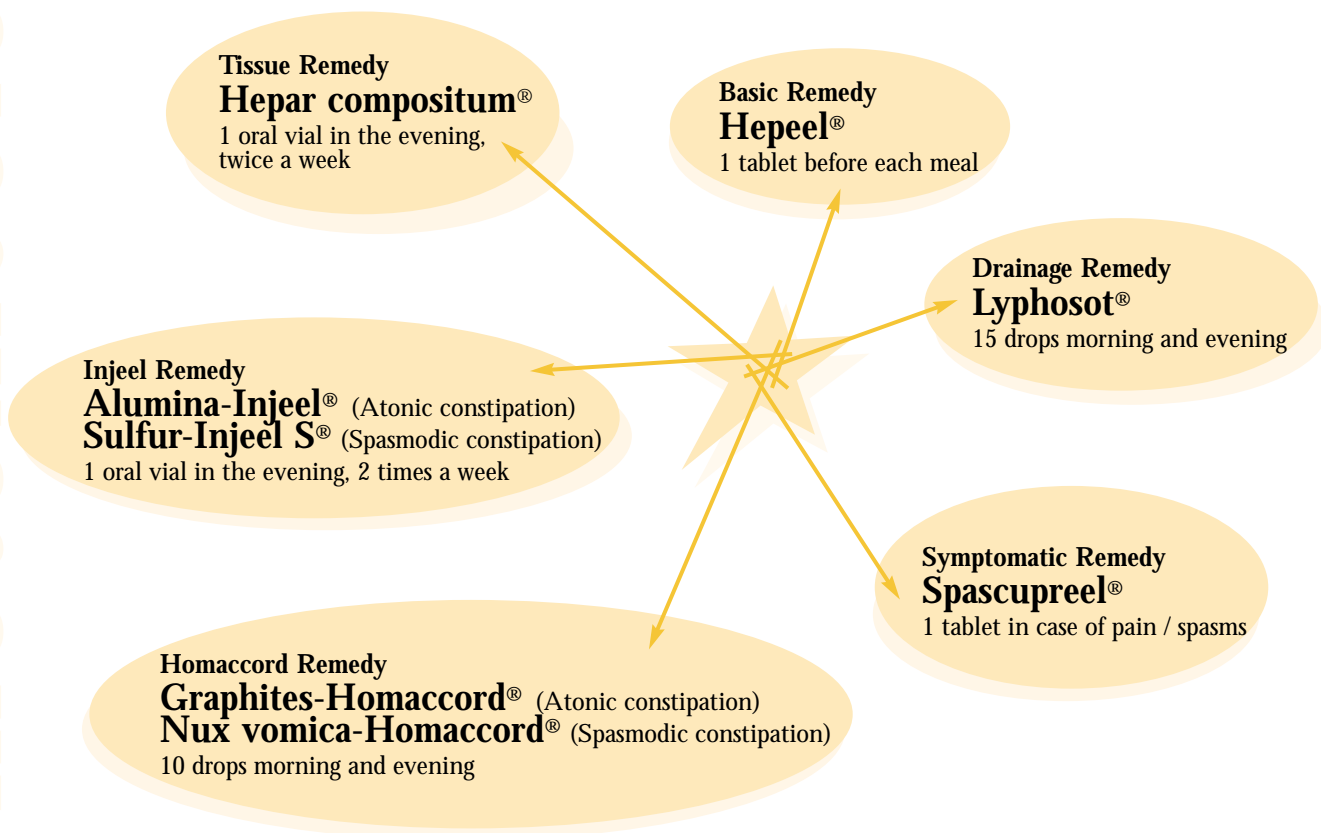 Tissue Remedy
Hepar compositum®
1 oral vial in the evening,
twice a week
Basic Remedy
Hepeel®
1 tablet before each meal
Drainage Remedy
Lyphosot®
15 drops morning and evening
Injeel Remedy
Alumina-Injeel® (Atonic constipation)
Sulfur-Injeel S® (Spasmodic constipation)
1 oral vial in the evening, 2 times a week
Symptomatic Remedy
Spascupreel®
1 tablet in case of pain / spasms
Homaccord Remedy
Graphites-Homaccord® (Atonic constipation)
Nux vomica-Homaccord® (Spasmodic constipation)
10 drops morning and evening